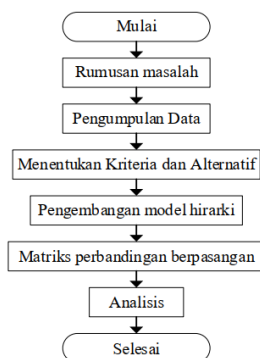 Mulai
Rumusan masalah
Pengumpulan Data
Menentukan Kriteria dan Alternatif
Pengembangan model hirarki
Matriks perbandingan berpasangan
Analisis
Selesai